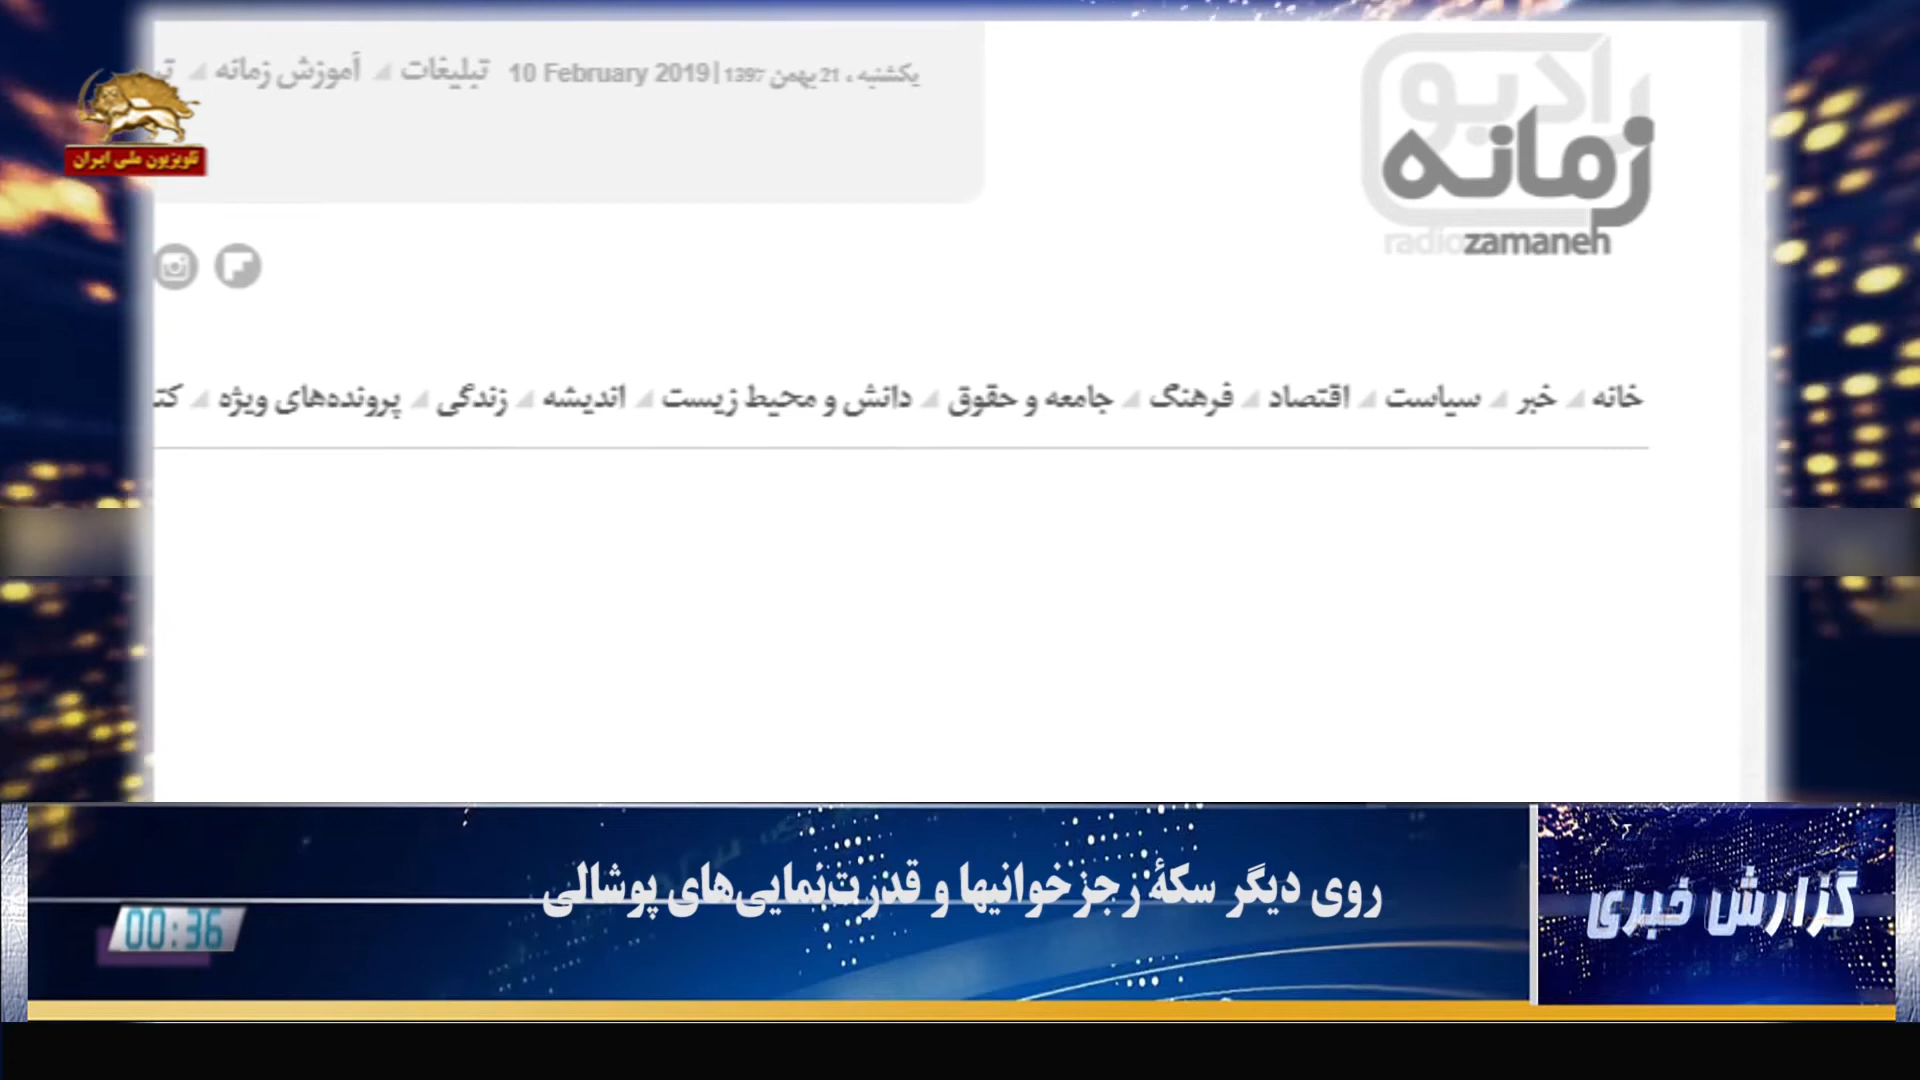 یکشنبه ، 21 بهمن 1397 | 10 February 2019 تبلیغات آموزش زمانه
تلویزیون ملی ایران
رادیو
زمانه
radiozamaneh
خانه خبر سیاست اقتصاد فرهنگ جامعه و حقوق دانش و محیط زیست اندیشه زندگی پرونده‌های ویژه
گزارش خبری
روی دیگر سکهٔ رجزخوانیها و قدرت‌نمایی‌های پوشالی
00:36